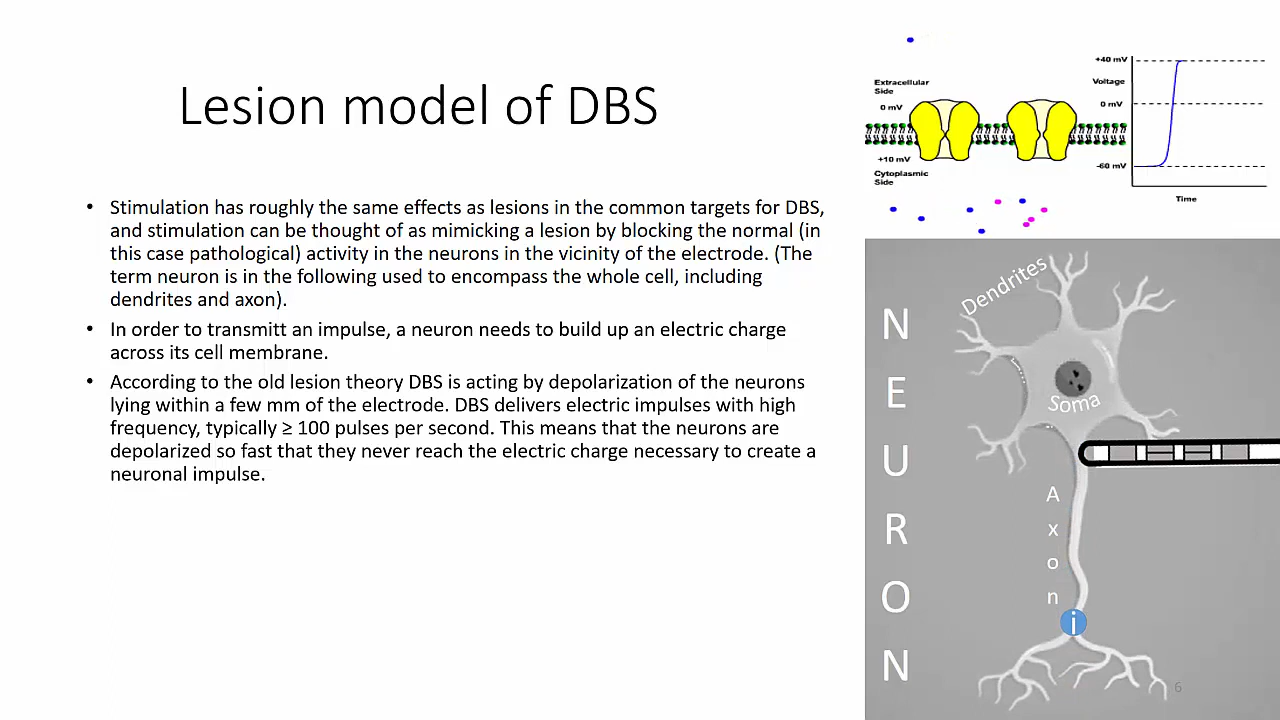 Lesion model of DBS
• Stimulation has roughly the same effects as lesions in the common targets for DBS,
and stimulation can be thought of as mimicking a lesion by blocking the normal (in
this case pathological) activity in the neurons in the vicinity of the electrode. (The
term neuron is in the following used to encompass the whole cell, including
dendrites and axon).
• In order to transmitt an impulse, a neuron needs to build up an electric charge
across its cell membrane.
• According to the old lesion theory DBS is acting by depolarization of the neurons
lying within a few mm of the electrode. DBS delivers electric impulses with high
frequency, typically ≥ 100 pulses per second. This means that the neurons are
depolarized so fast that they never reach the electric charge necessary to create a
neuronal impulse.
Extracellular
Side
0 mV
+10 mV
Cytoplasmic
Side
+40 mV
Voltage
0 mV
-60 mV
Time
N
E
U
R
O
N
Dendrites
Soma
A
x
o
n
i
6